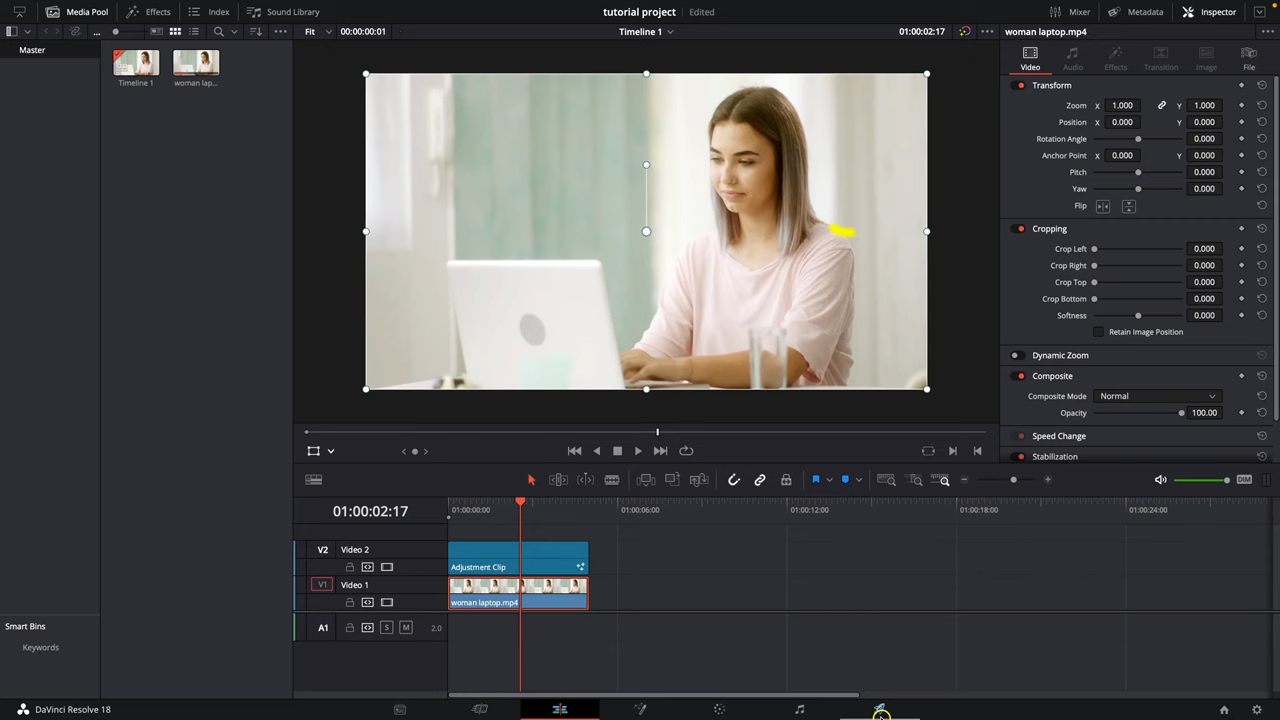 Media Pool Effects Index Sound Library tutorial project Edited Mixer Metadata Inspector
... Fit 00:00:00:01 Timeline 1 01:00:02:17 woman laptop.mp4
Master
Timeline 1
woman lap...
Video Audio Effects Transition Image File
Transform
Zoom X 1.000 Y 1.000
Position X 0.000 Y 0.000
Rotation Angle 0.000
Anchor Point X 0.000 Y 0.000
Pitch 0.000
Yaw 0.000
Flip
Cropping
Crop Left 0.000
Crop Right 0.000
Crop Top 0.000
Crop Bottom 0.000
Softness 0.000
Retain Image Position
Dynamic Zoom
Composite
Composite Mode Normal
Opacity 100.00
Speed Change
Stabilization
DIM
01:00:02:17 01:00:00:00 01:00:06:00 01:00:12:00 01:00:18:00 01:00:24:00
V2 Video 2
Adjustment Clip
V1 Video 1
woman laptop.mp4
A1 S M 2.0
Smart Bins
Keywords
DaVinci Resolve 18